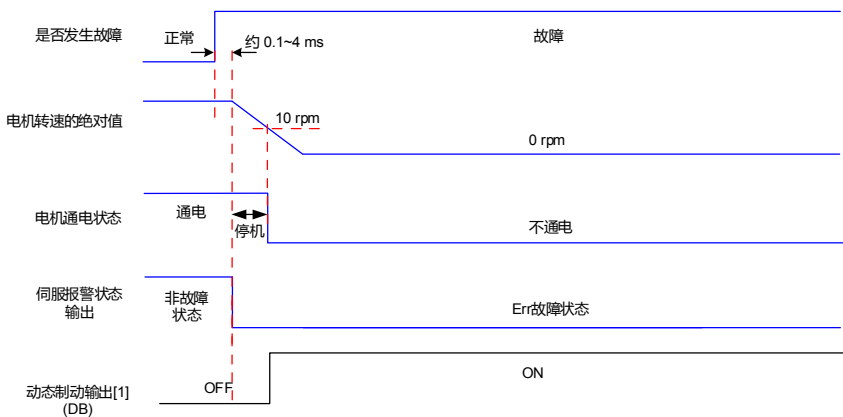 是否发生故障
正常
约 0.1~4 ms
故障
电机转速的绝对值
10 rpm
0 rpm
电机通电状态
通电
停机
不通电
伺服报警状态
输出
非故障
状态
Err故障状态
动态制动输出[1]
(DB)
OFF
ON